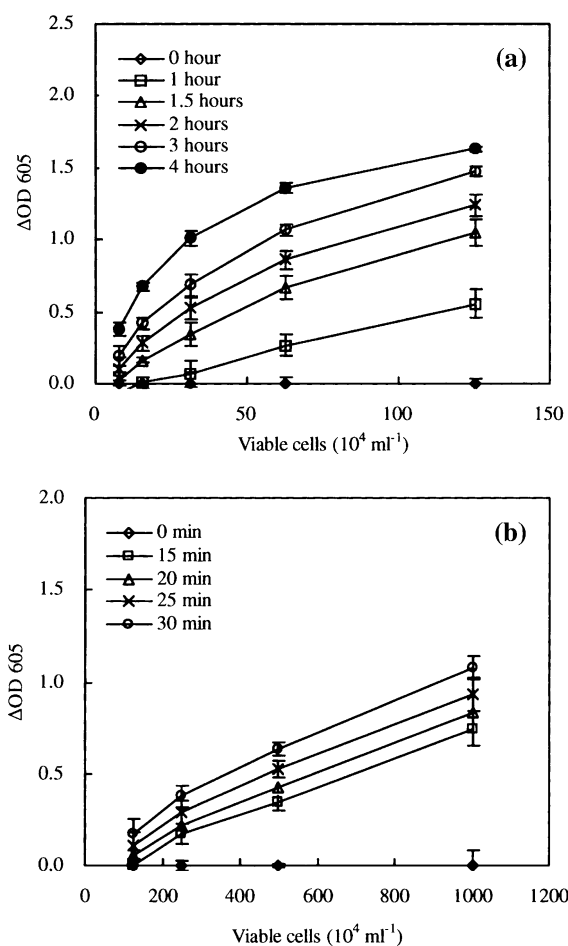 2.5
2.0
1.5
1.0
0.5
0.0
ΔOD 605
(a)
0 hour
1 hour
1.5 hours
2 hours
3 hours
4 hours
0
50
100
150
Viable cells (10⁴ ml⁻¹)
2.0
1.5
1.0
0.5
0.0
ΔOD 605
(b)
0 min
15 min
20 min
25 min
30 min
0
200
400
600
800
1000
1200
Viable cells (10⁴ ml⁻¹)